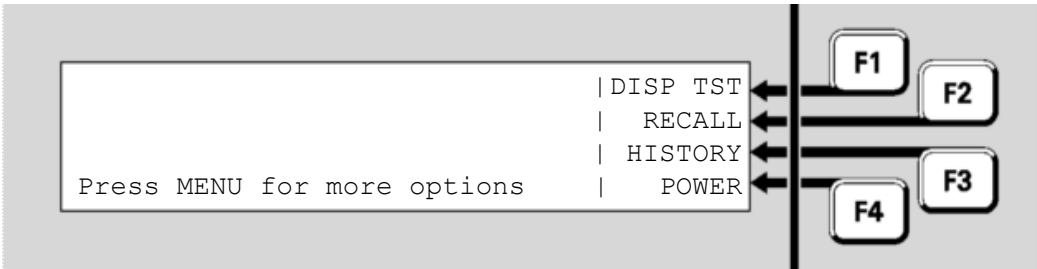 |DISP TST
| RECALL
| HISTORY
Press MENU for more options | POWER
F1
F2
F3
F4